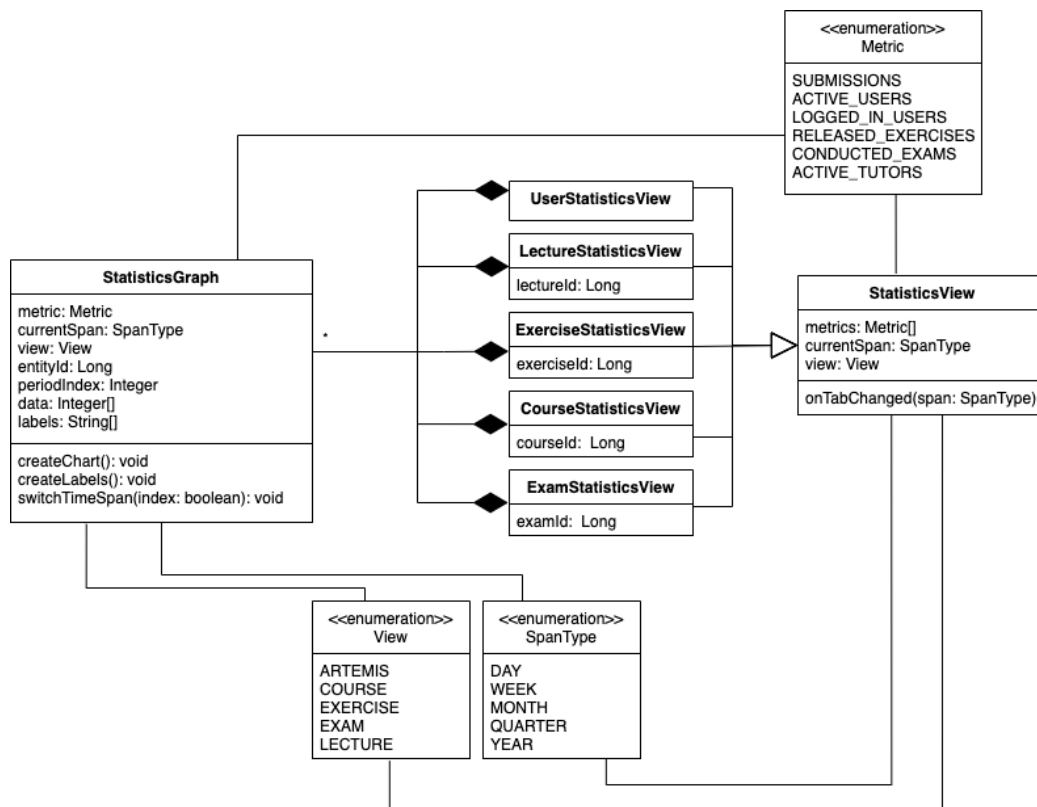 <<enumeration>>
Metric
SUBMISSIONS
ACTIVE_USERS
LOGGED_IN_USERS
RELEASED_EXERCISES
CONDUCTED_EXAMS
ACTIVE_TUTORS
UserStatisticsView
LectureStatisticsView
lectureId: Long
ExerciseStatisticsView
exerciseId: Long
CourseStatisticsView
courseId:  Long
ExamStatisticsView
examId:  Long
StatisticsGraph
metric: Metric
currentSpan: SpanType
view: View
entityId: Long
periodIndex: Integer
data: Integer[]
labels: String[]
createChart(): void
createLabels(): void
switchTimeSpan(index: boolean): void
*
StatisticsView
metrics: Metric[]
currentSpan: SpanType
view: View
onTabChanged(span: SpanType)
<<enumeration>>
View
ARTEMIS
COURSE
EXERCISE
EXAM
LECTURE
<<enumeration>>
SpanType
DAY
WEEK
MONTH
QUARTER
YEAR